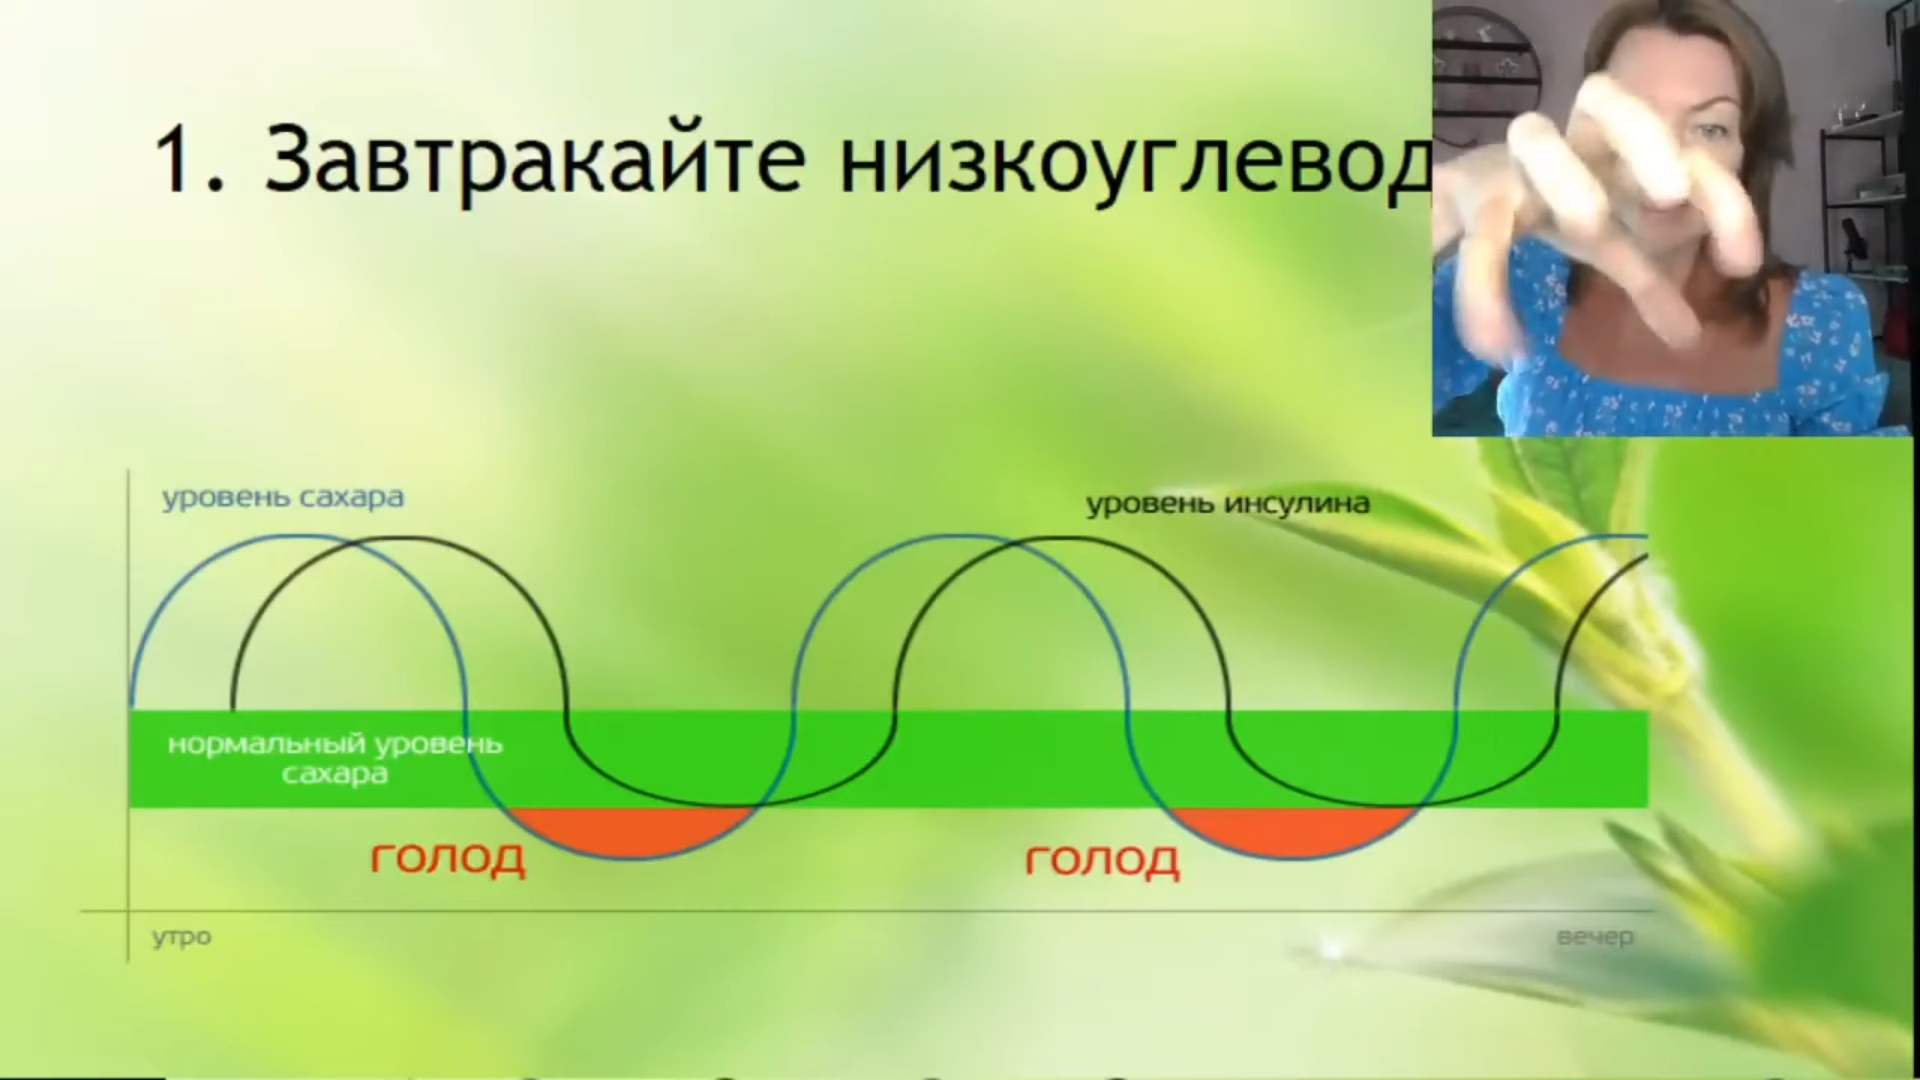 1. Завтракайте низкоуглевод
уровень сахара
уровень инсулина
нормальный уровень
сахара
голод
голод
утро
вечер